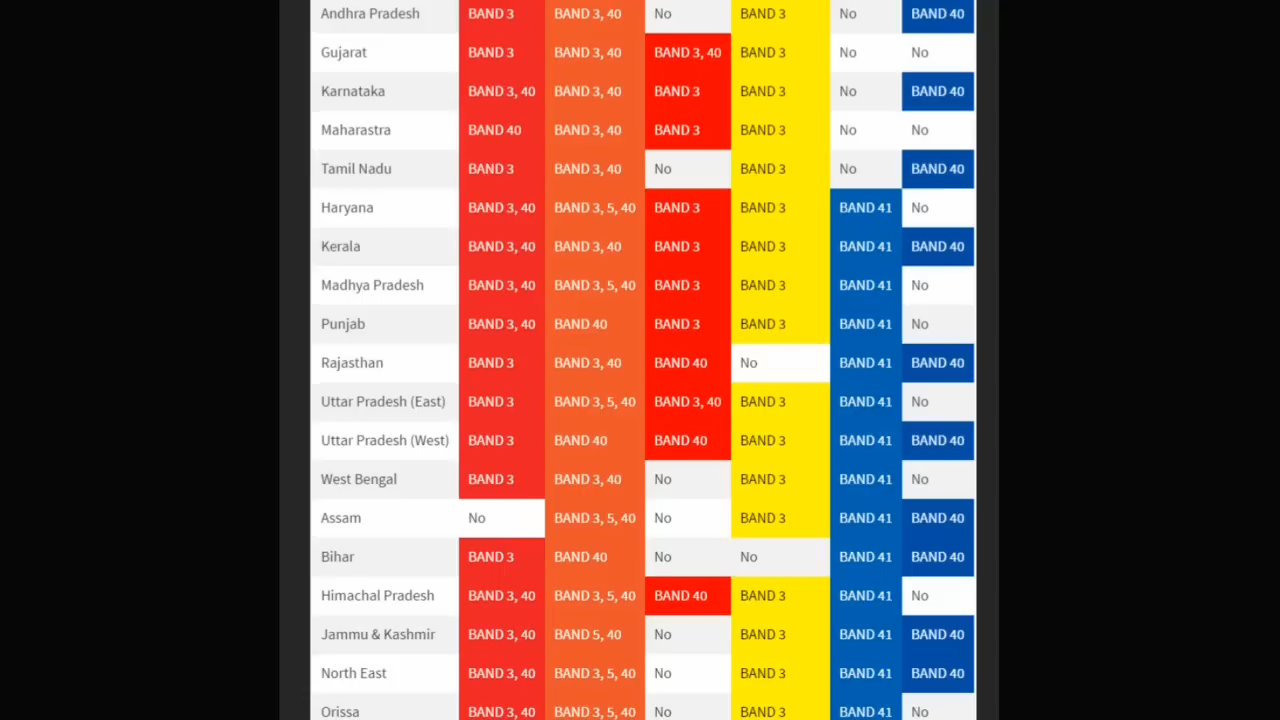 Andhra Pradesh BAND 3 BAND 3, 40 No BAND 3 No BAND 40
Gujarat BAND 3 BAND 3, 40 BAND 3, 40 BAND 3 No No
Karnataka BAND 3, 40 BAND 3, 40 BAND 3 BAND 3 No BAND 40
Maharastra BAND 40 BAND 3, 40 BAND 3 BAND 3 No No
Tamil Nadu BAND 3 BAND 3, 40 No BAND 3 No BAND 40
Haryana BAND 3, 40 BAND 3, 5, 40 BAND 3 BAND 3 BAND 41 No
Kerala BAND 3, 40 BAND 3, 40 BAND 3 BAND 3 BAND 41 BAND 40
Madhya Pradesh BAND 3, 40 BAND 3, 5, 40 BAND 3 BAND 3 BAND 41 No
Punjab BAND 3, 40 BAND 40 BAND 3 BAND 3 BAND 41 No
Rajasthan BAND 3 BAND 3, 40 BAND 40 No BAND 41 BAND 40
Uttar Pradesh (East) BAND 3 BAND 3, 5, 40 BAND 3, 40 BAND 3 BAND 41 No
Uttar Pradesh (West) BAND 3 BAND 40 BAND 40 BAND 3 BAND 41 BAND 40
West Bengal BAND 3 BAND 3, 40 No BAND 3 BAND 41 No
Assam No BAND 3, 5, 40 No BAND 3 BAND 41 BAND 40
Bihar BAND 3 BAND 40 No No BAND 41 BAND 40
Himachal Pradesh BAND 3, 40 BAND 3, 5, 40 BAND 40 BAND 3 BAND 41 No
Jammu & Kashmir BAND 3, 40 BAND 5, 40 No BAND 3 BAND 41 BAND 40
North East BAND 3, 40 BAND 3, 5, 40 No BAND 3 BAND 41 BAND 40
Orissa BAND 3, 40 BAND 3, 5, 40 No BAND 3 BAND 41 No